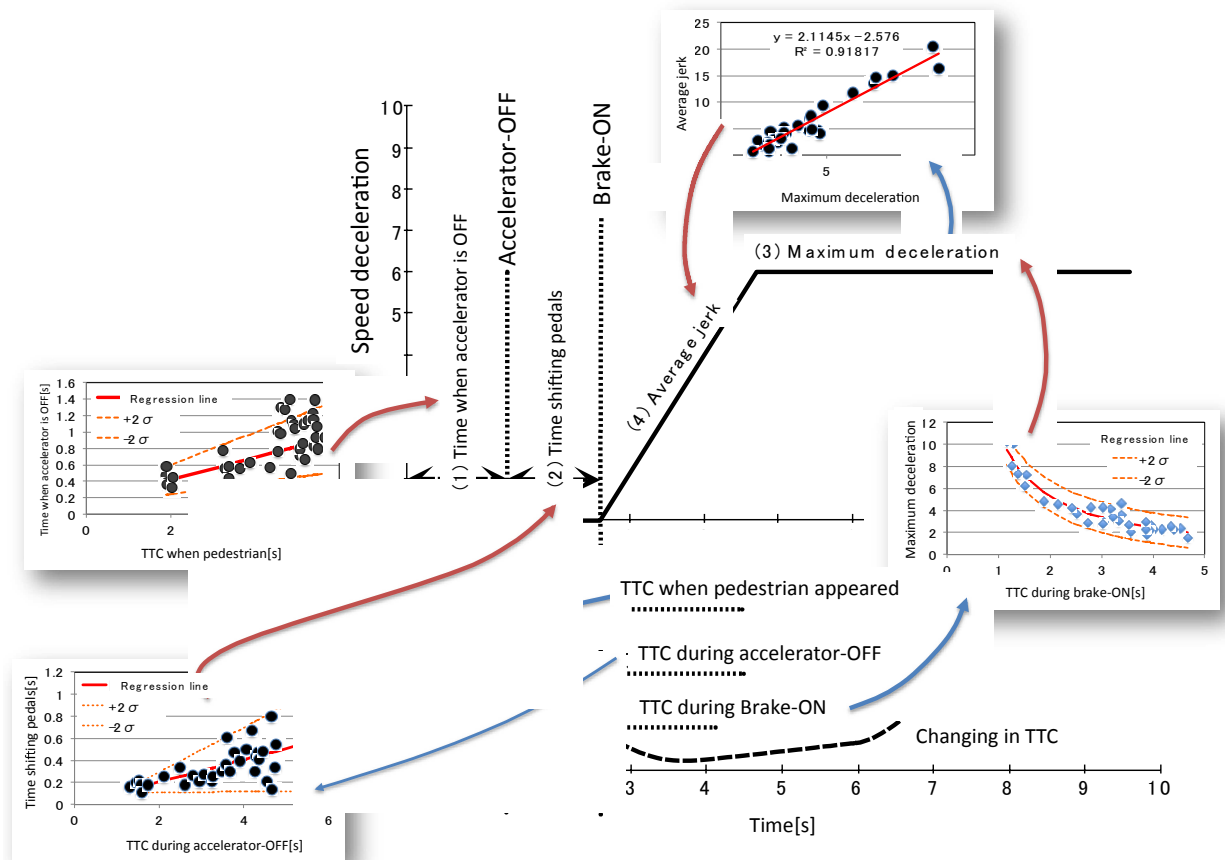 y = 2.1145x −2.576
R² = 0.91817
25
20
15
10
5
Average jerk
Maximum deceleration
10
9
8
7
6
5
Speed deceleration
(1) Time when accelerator is OFF
Accelerator-OFF
(2) Time shifting pedals
Brake-ON
(3) Maximum deceleration
(4) Average jerk
1.6
1.4
1.2
1
0.8
0.6
0.4
0.2
0
0 2
Time when accelerator is OFF[s]
Regression line
+2 σ
−2 σ
TTC when pedestrian[s]
12
10
8
6
4
2
0
0 1 2 3 4 5
Maximum deceleration
Regression line
+2 σ
−2 σ
TTC during brake-ON[s]
TTC when pedestrian appeared
TTC during accelerator-OFF
TTC during Brake-ON
Changing in TTC
3 4 5 6 7 8 9 10
Time[s]
1.2
1
0.8
0.6
0.4
0.2
0
0 2 4 6
Time shifting pedals[s]
Regression line
+2 σ
−2 σ
TTC during accelerator-OFF[s]